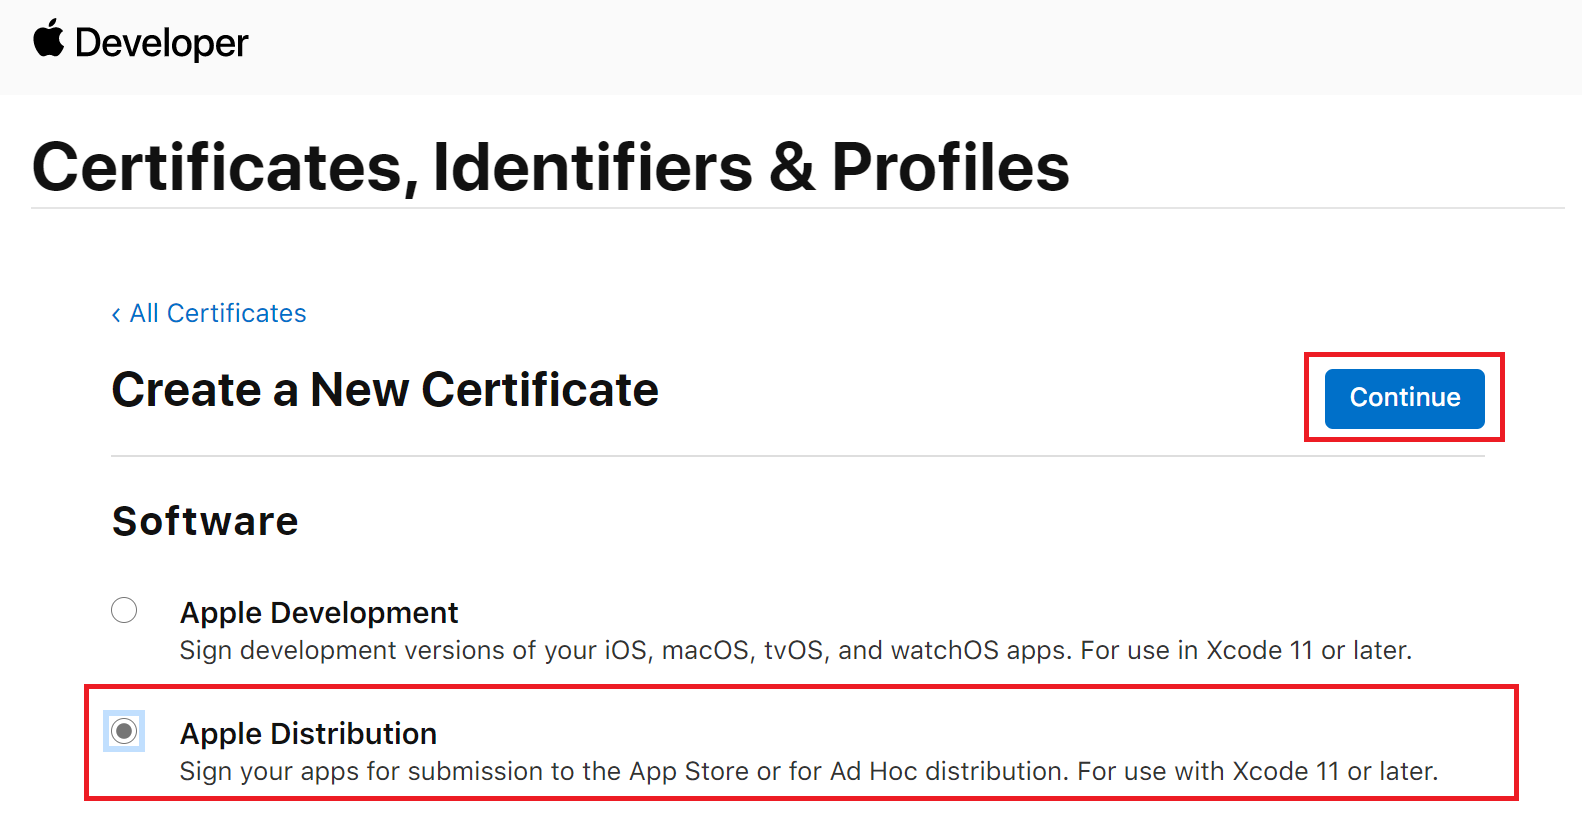 Developer
Certificates, Identifiers & Profiles
‹ All Certificates
Create a New Certificate
Continue
Software
Apple Development
Sign development versions of your iOS, macOS, tvOS, and watchOS apps. For use in Xcode 11 or later.
Apple Distribution
Sign your apps for submission to the App Store or for Ad Hoc distribution. For use with Xcode 11 or later.